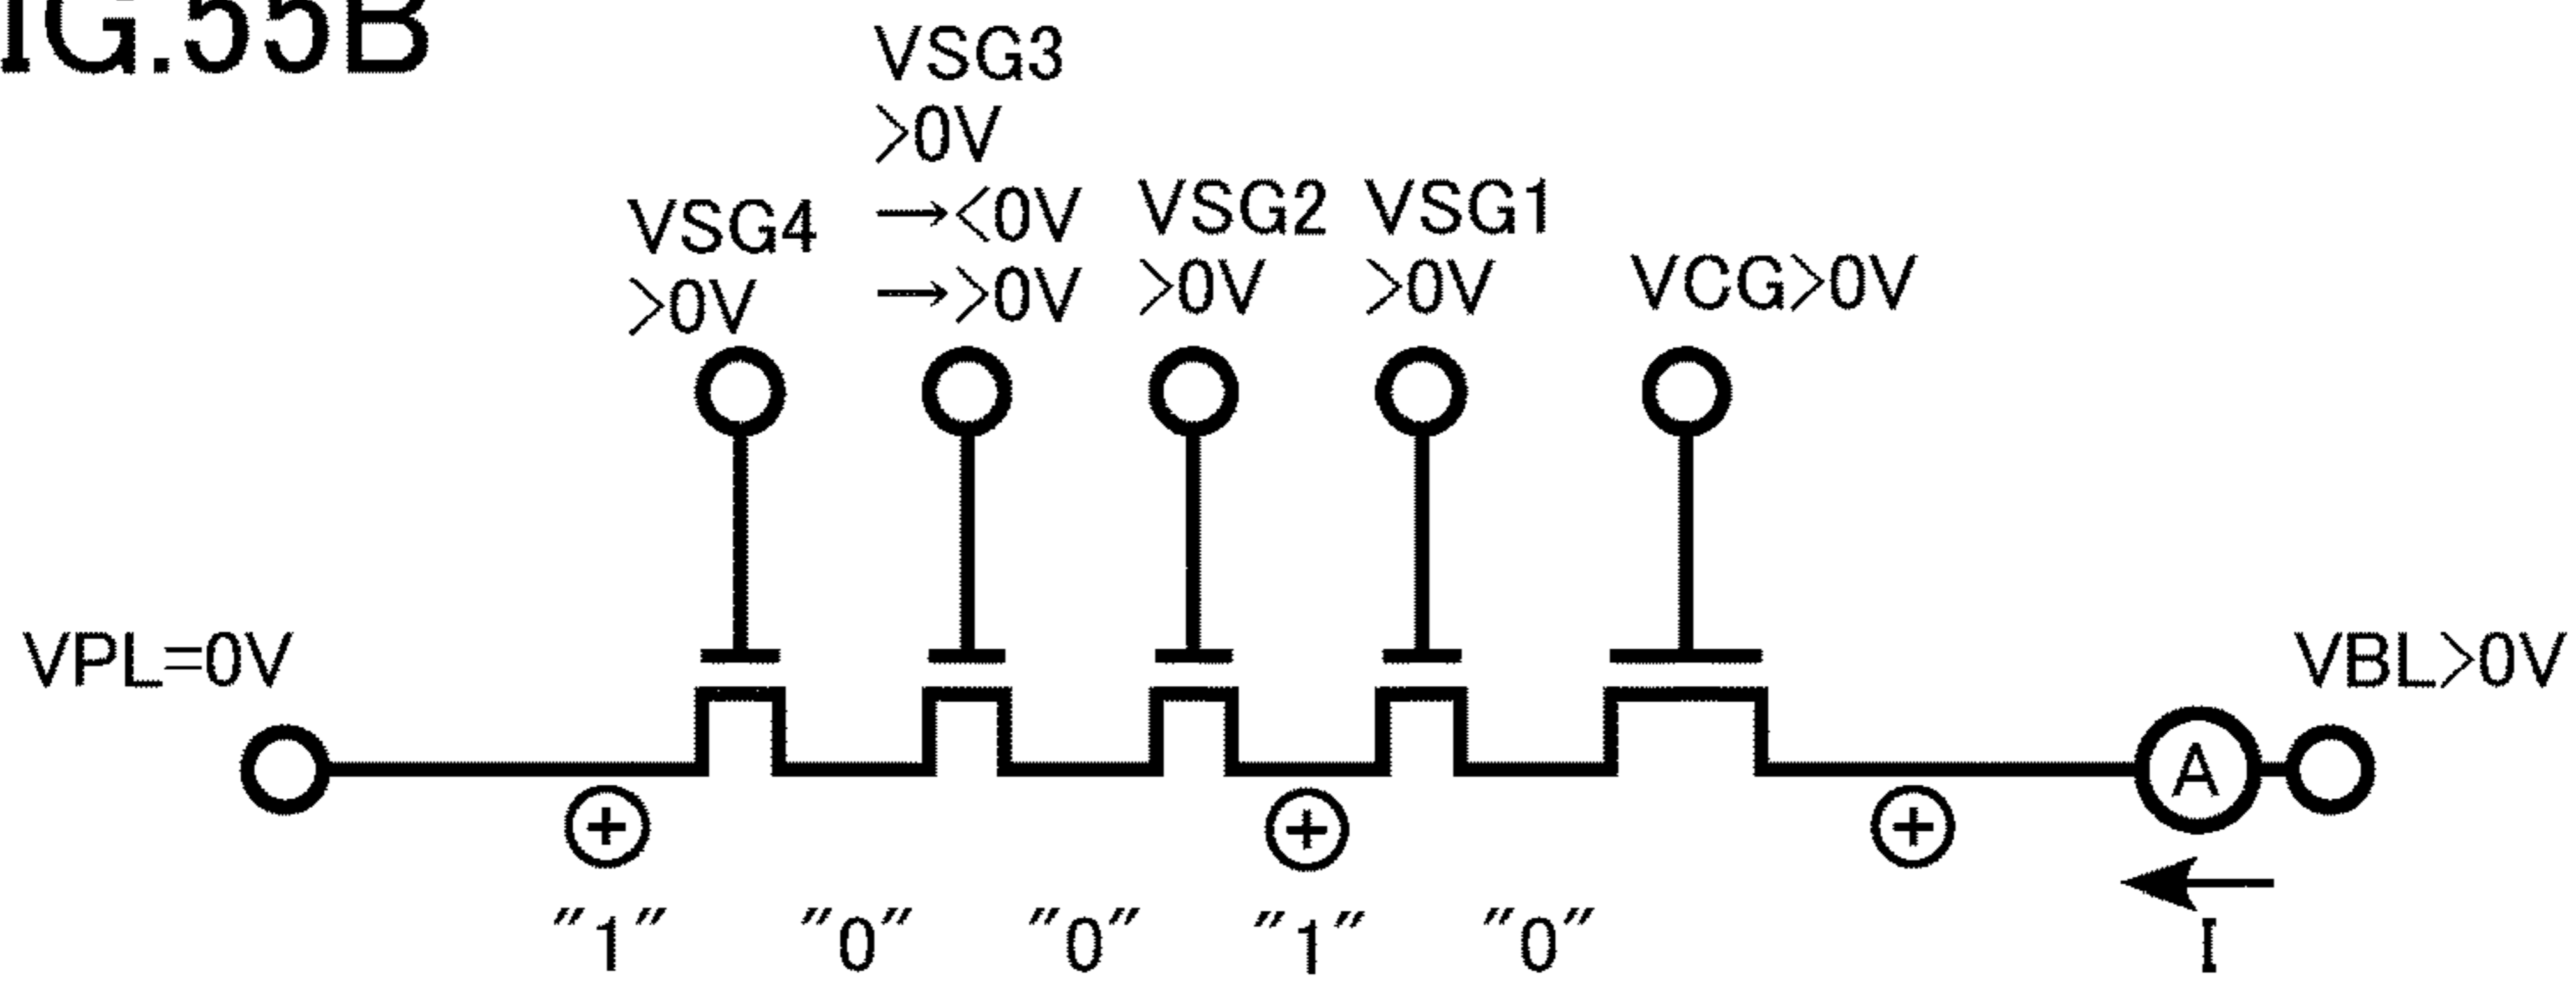 IG.55B
VSG3
>0V
→<0V
→>0V
VSG4
>0V
VSG2
>0V
VSG1
>0V
VCG>0V
VPL=0V
VBL>0V
A
+
+
+
"1" "0" "0" "1" "0"
I